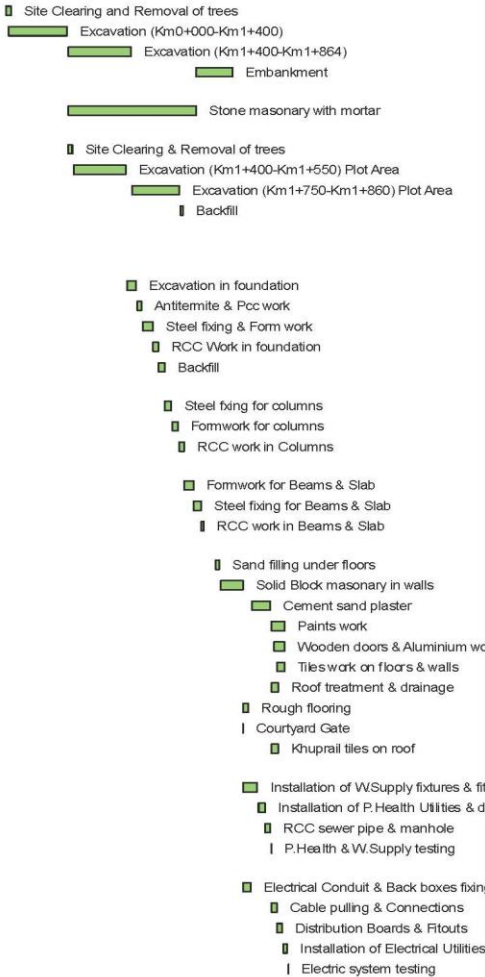 Site Clearing and Removal of trees
Excavation (Km0+000-Km1+400)
Excavation (Km1+400-Km1+864)
Embankment
Stone masonary with mortar
Site Clearing & Removal of trees
Excavation (Km1+400-Km1+550) Plot Area
Excavation (Km1+750-Km1+860) Plot Area
Backfill
Excavation in foundation
Antitermite & Pcc work
Steel fixing & Form work
RCC Work in foundation
Backfill
Steel fxing for columns
Formwork for columns
RCC work in Columns
Formwork for Beams & Slab
Steel fixing for Beams & Slab
RCC work in Beams & Slab
Sand filling under floors
Solid Block masonary in walls
Cement sand plaster
Paints work
Wooden doors & Aluminium wo
Tiles work on floors & walls
Roof treatment & drainage
Rough flooring
Courtyard Gate
Khuprail tiles on roof
Installation of W.Supply fixtures & fit
Installation of P.Health Utilities & d
RCC sewer pipe & manhole
P.Health & W.Supply testing
Electrical Conduit & Back boxes fixing
Cable pulling & Connections
Distribution Boards & Fitouts
Installation of Electrical Utilities
Electric system testing